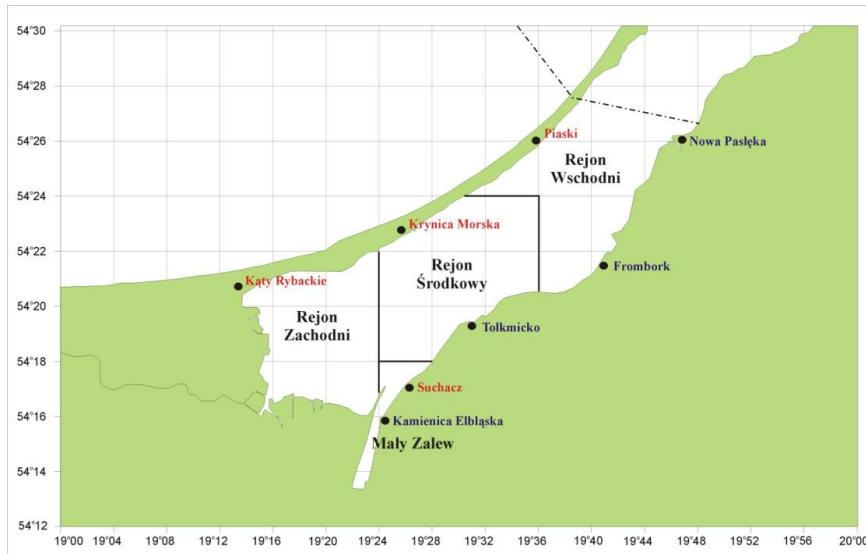 54°30
54°28
54°26
54°24
54°22
54°20
54°18
54°16
54°14
54°12
Piaski
Nowa Pasłęka
Rejon
Wschodni
Krynica Morska
Rejon
Środkowy
Frombork
Kąty Rybackie
Rejon
Zachodni
Tolkmicko
Suchacz
Kamienica Elbląska
Mały Zalew
19°00 19°04 19°08 19°12 19°16 19°20 19°24 19°28 19°32 19°36 19°40 19°44 19°48 19°52 19°56 20°00